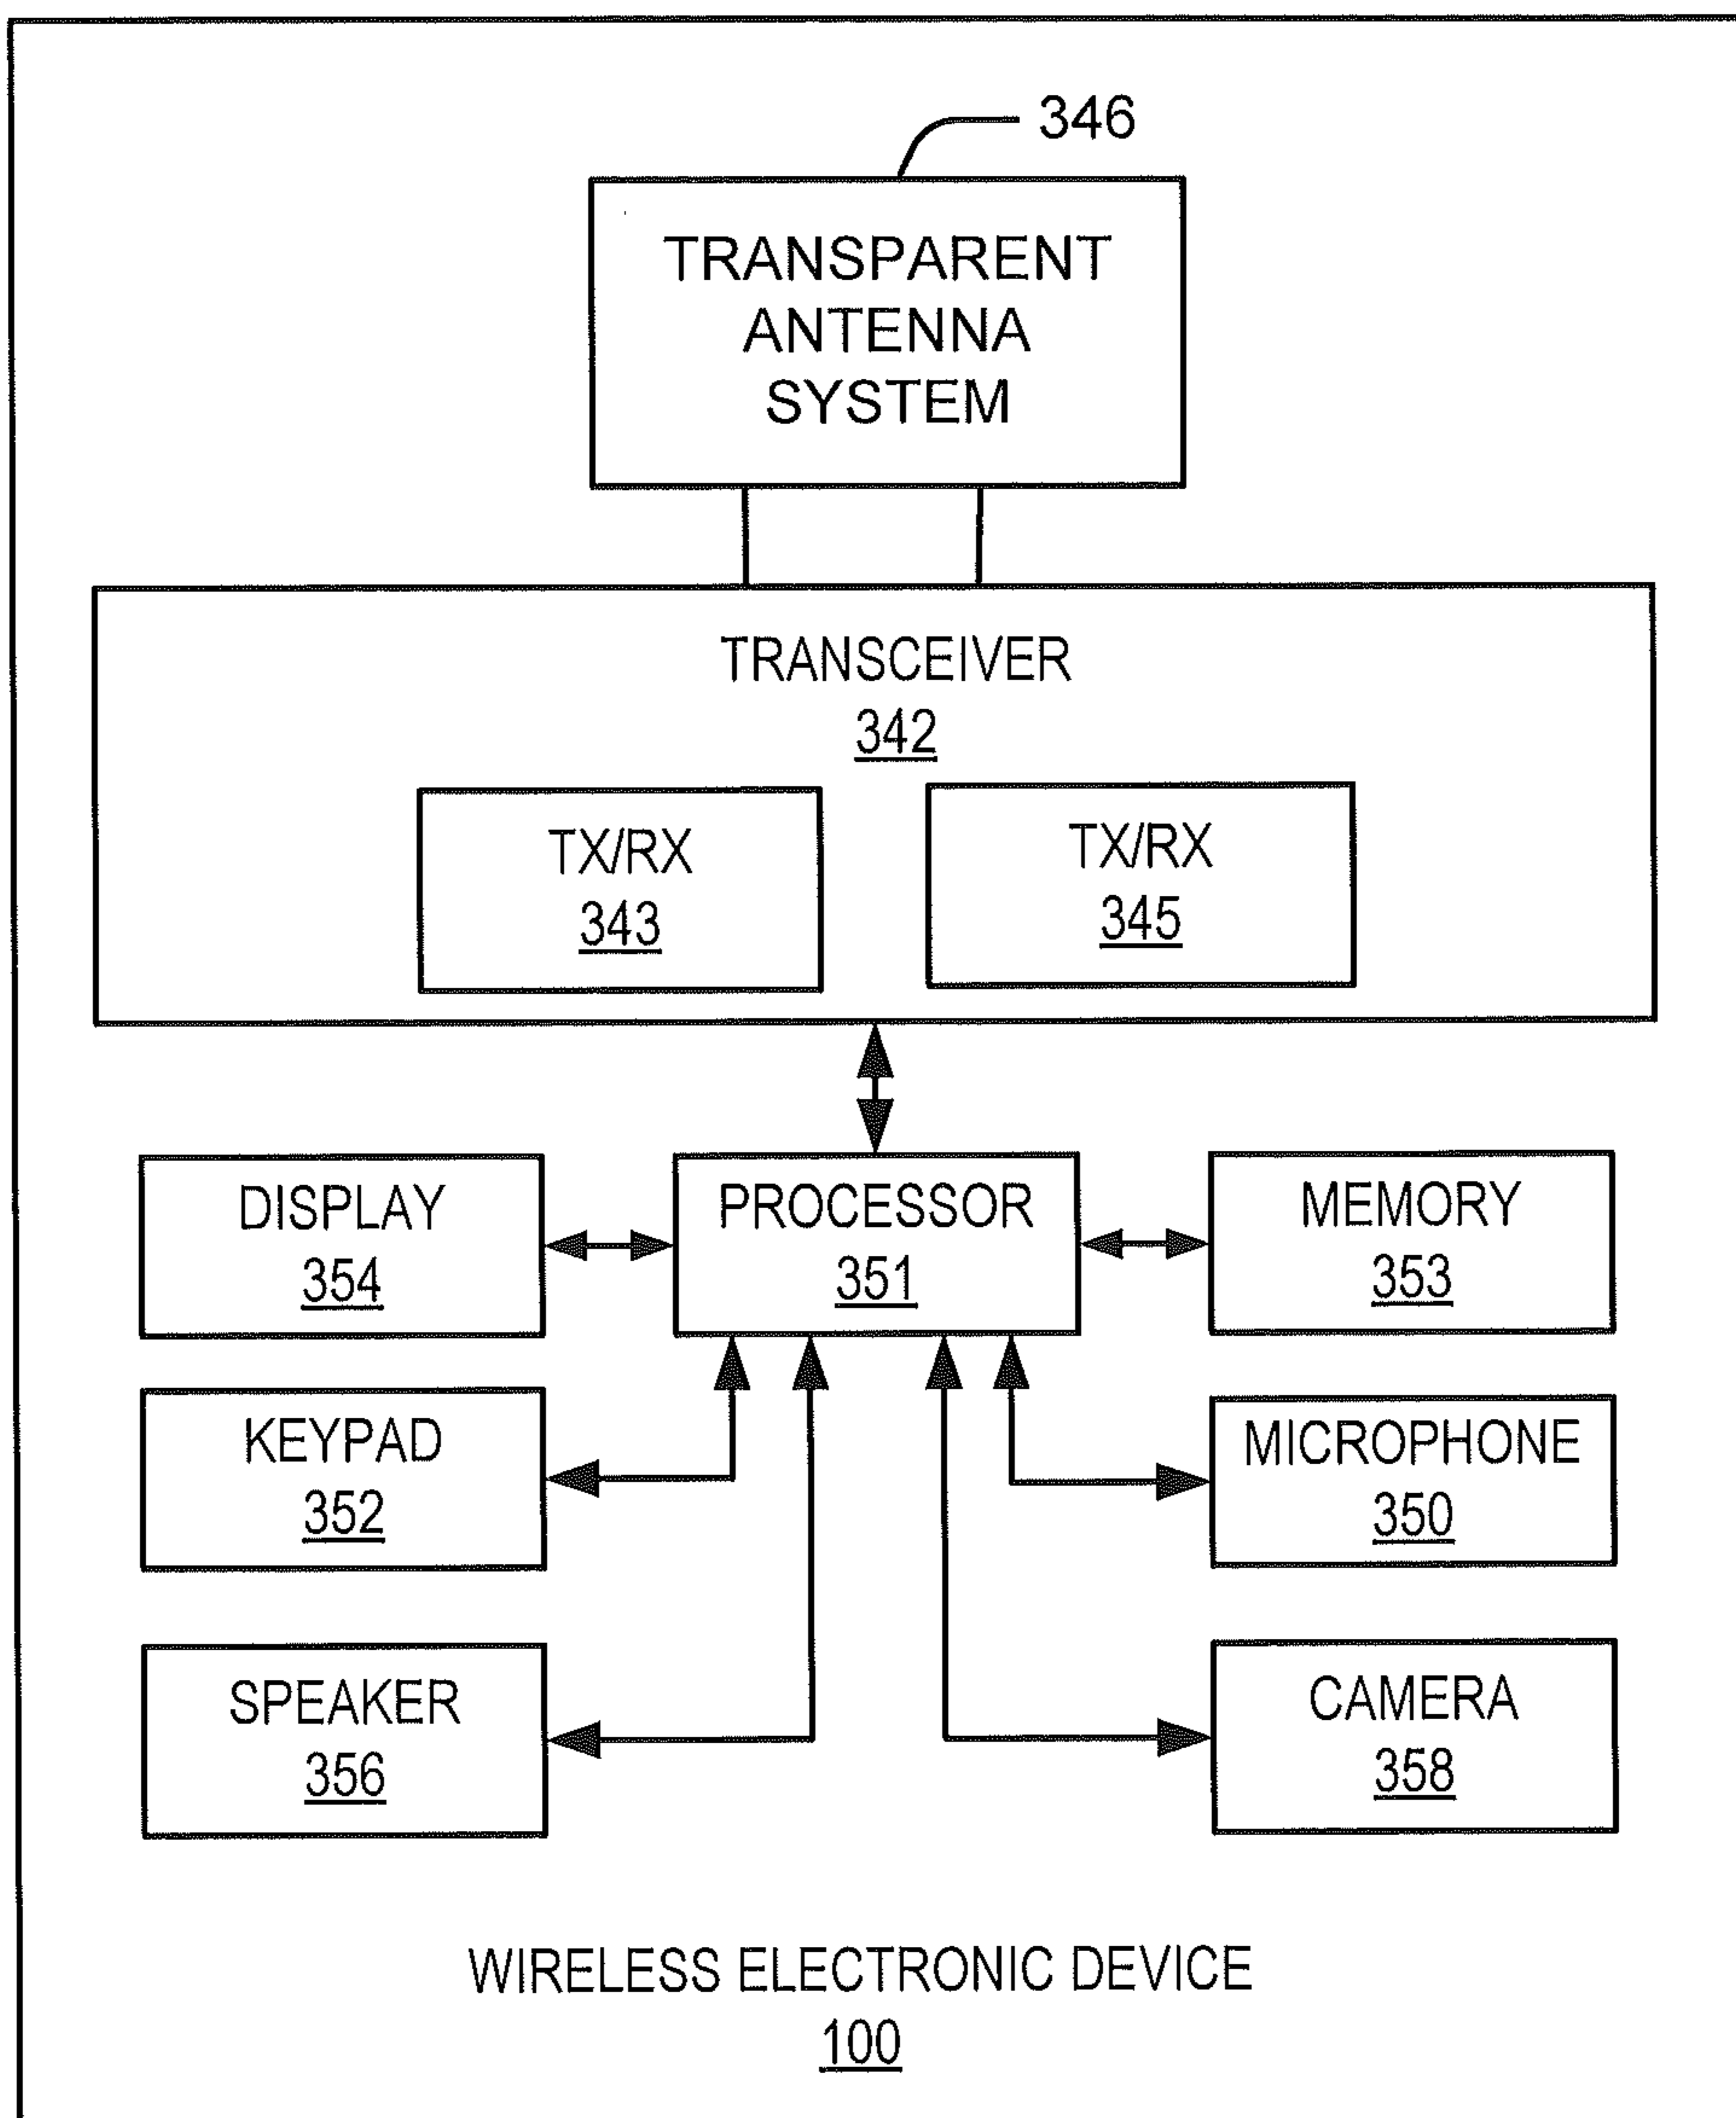 346
TRANSPARENT
ANTENNA
SYSTEM
TRANSCEIVER
342
TX/RX
343
TX/RX
345
DISPLAY
354
PROCESSOR
351
MEMORY
353
KEYPAD
352
MICROPHONE
350
SPEAKER
356
CAMERA
358
WIRELESS ELECTRONIC DEVICE
100